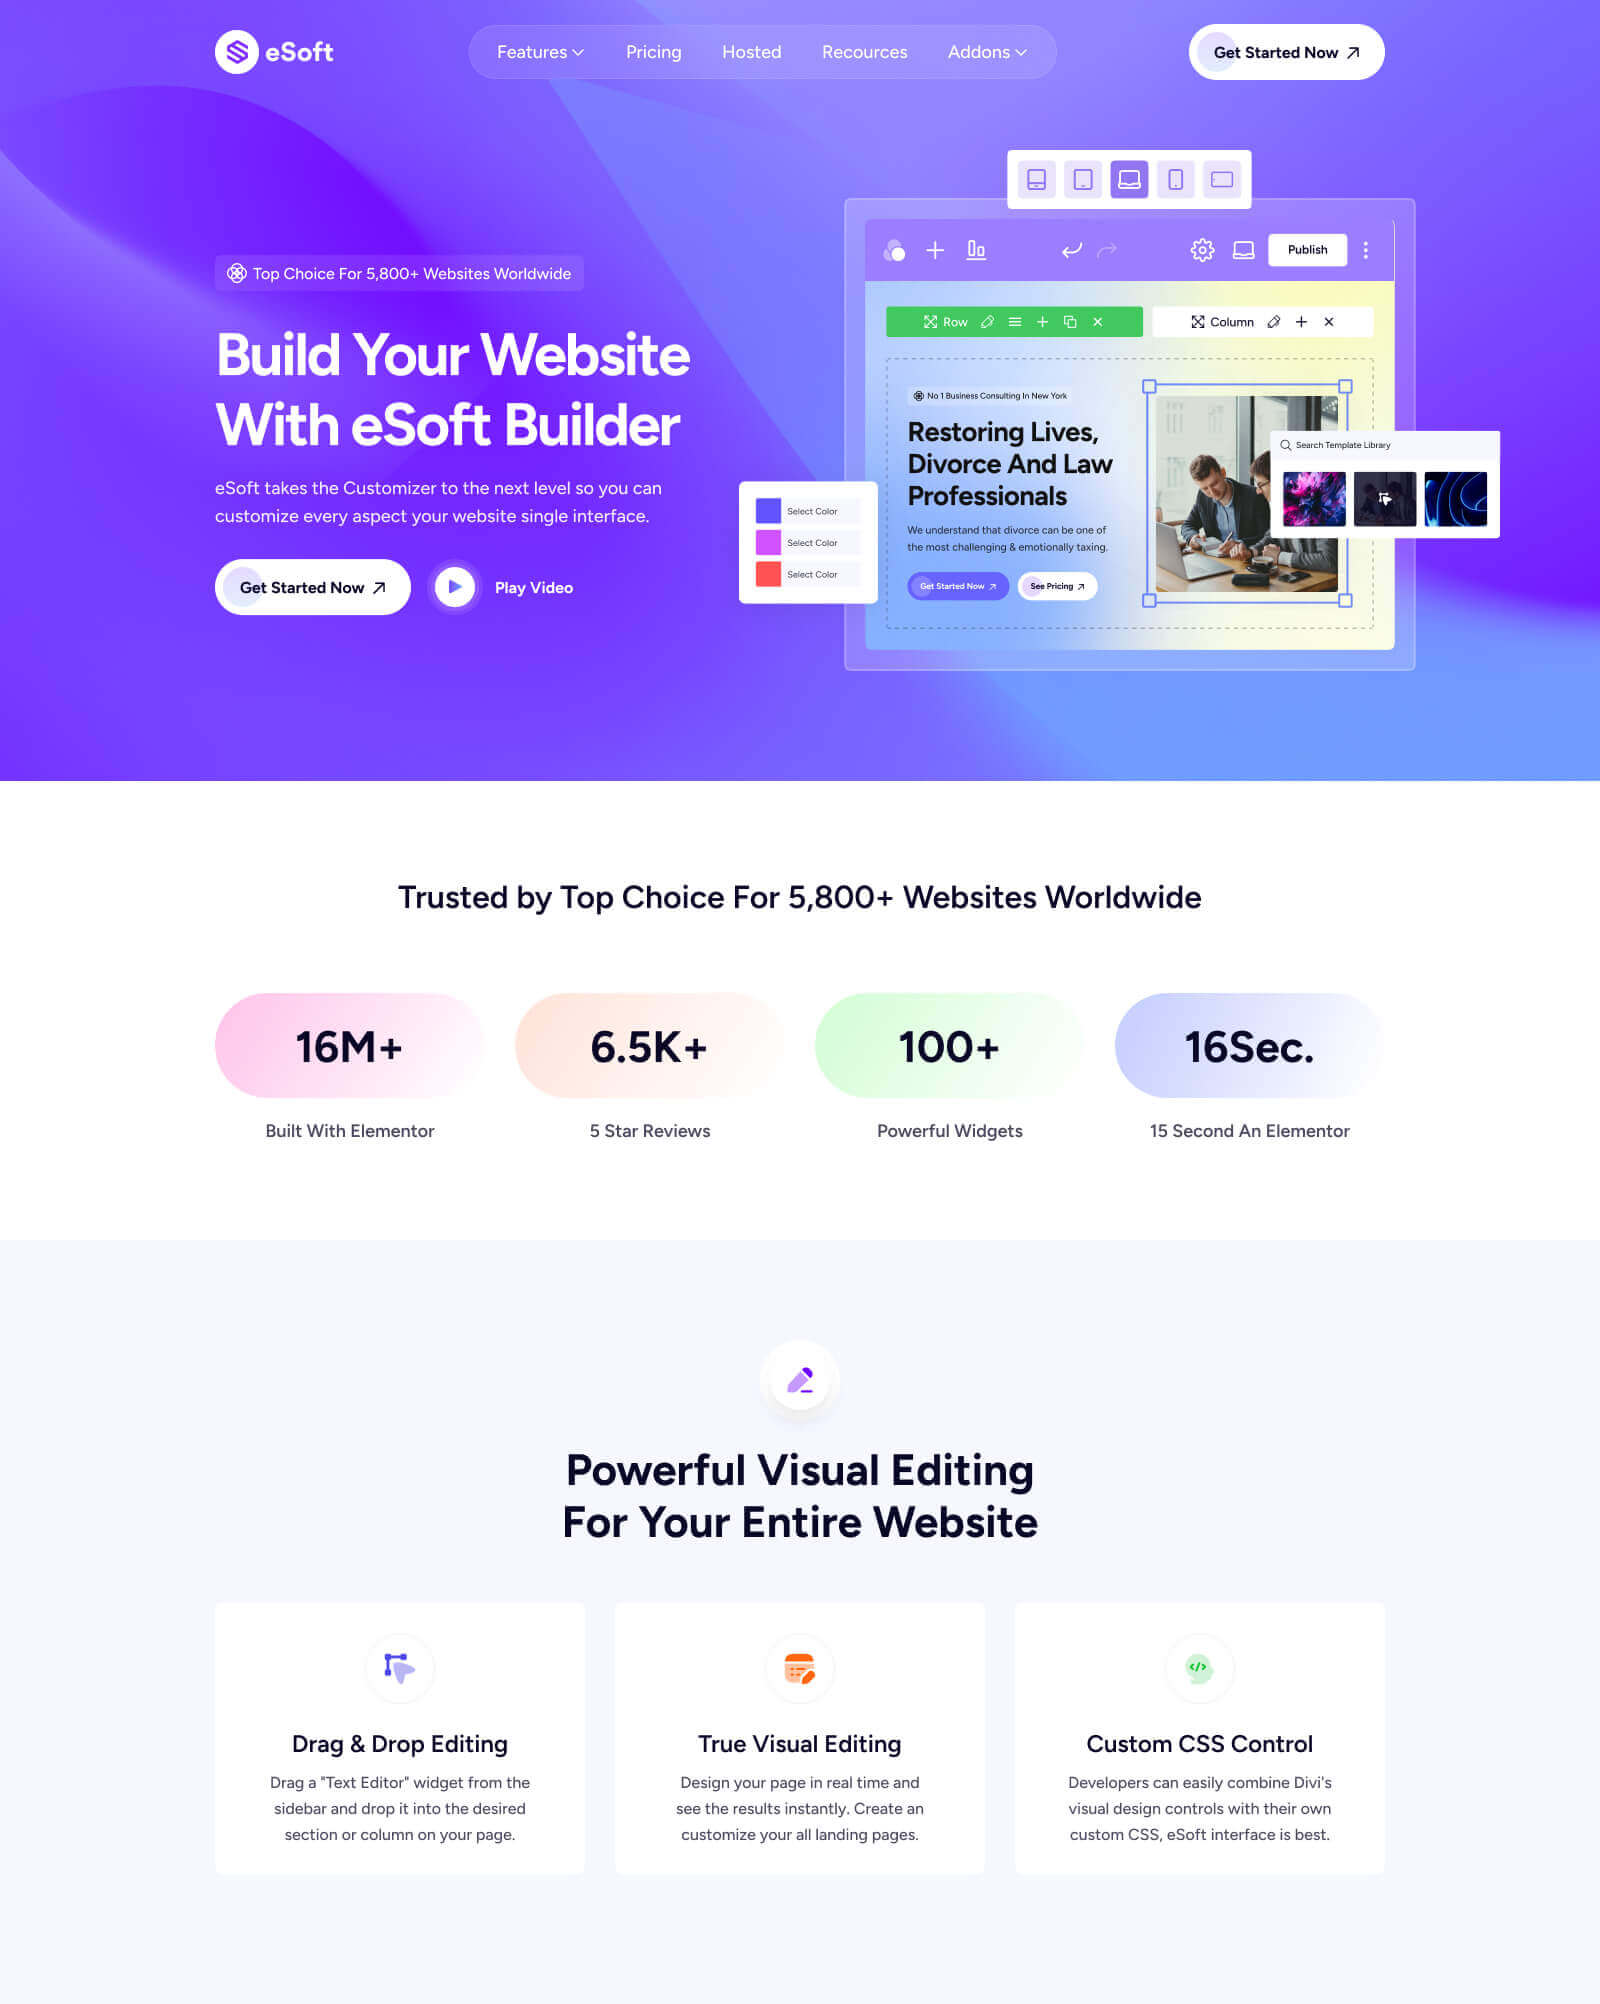 eSoft
Features
Pricing
Hosted
Recources
Addons
Get Started Now
Top Choice For 5,800+ Websites Worldwide
Build Your Website
With eSoft Builder
eSoft takes the Customizer to the next level so you can
customize every aspect your website single interface.
Get Started Now
Play Video
Publish
Row
Column
No 1 Business Consulting In New York
Restoring Lives,
Divorce And Law
Professionals
We understand that divorce can be one of
the most challenging & emotionally taxing.
Get Started Now
See Pricing
Search Template Library
Select Color
Select Color
Select Color
Trusted by Top Choice For 5,800+ Websites Worldwide
16M+
Built With Elementor
6.5K+
5 Star Reviews
100+
Powerful Widgets
16Sec.
15 Second An Elementor
Powerful Visual Editing
For Your Entire Website
Drag & Drop Editing
Drag a "Text Editor" widget from the
sidebar and drop it into the desired
section or column on your page.
True Visual Editing
Design your page in real time and
see the results instantly. Create an
customize your all landing pages.
Custom CSS Control
Developers can easily combine Divi's
visual design controls with their own
custom CSS, eSoft interface is best.